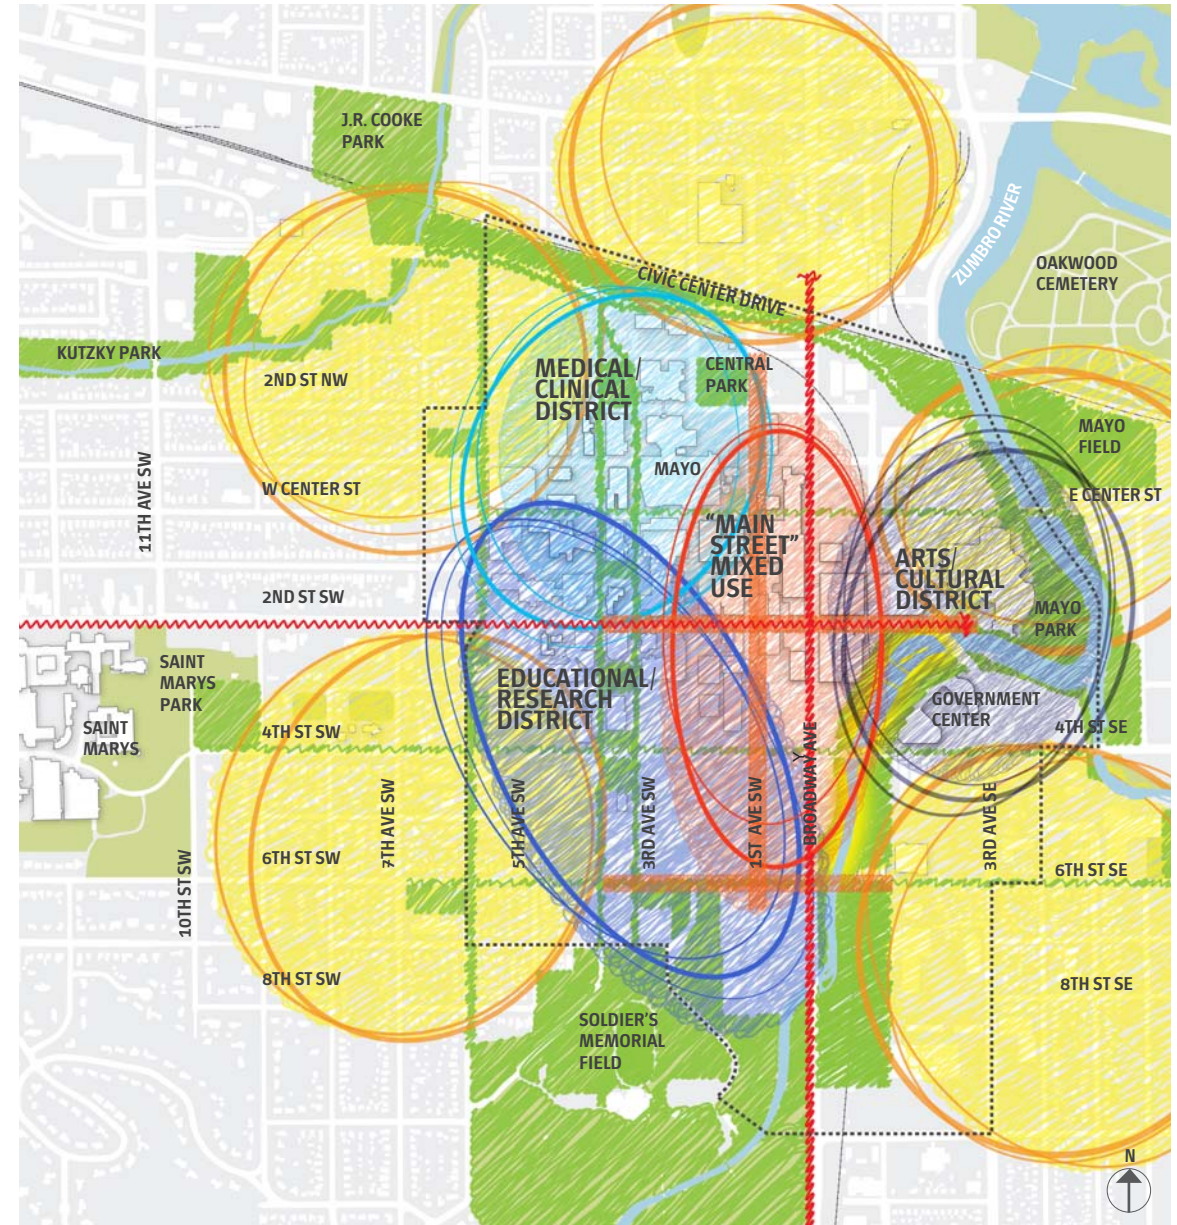 J.R. COOKE
PARK
ZUMBRO RIVER
OAKWOOD
CEMETERY
CIVIC CENTER DRIVE
KUTZKY PARK
2ND ST NW
MEDICAL/
CLINICAL
DISTRICT
CENTRAL
PARK
MAYO
FIELD
MAYO
W CENTER ST
E CENTER ST
11TH AVE SW
"MAIN
STREET"
MIXED
USE
ARTS/
CULTURAL
DISTRICT
2ND ST SW
MAYO
PARK
SAINT
MARYS
PARK
EDUCATIONAL/
RESEARCH
DISTRICT
GOVERNMENT
CENTER
SAINT
MARYS
4TH ST SW
4TH ST SE
7TH AVE SW
5TH AVE SW
3RD AVE SW
1ST AVE SW
BROADWAY AVE
3RD AVE SE
6TH ST SW
6TH ST SE
10TH ST SW
8TH ST SW
8TH ST SE
SOLDIER'S
MEMORIAL
FIELD
N